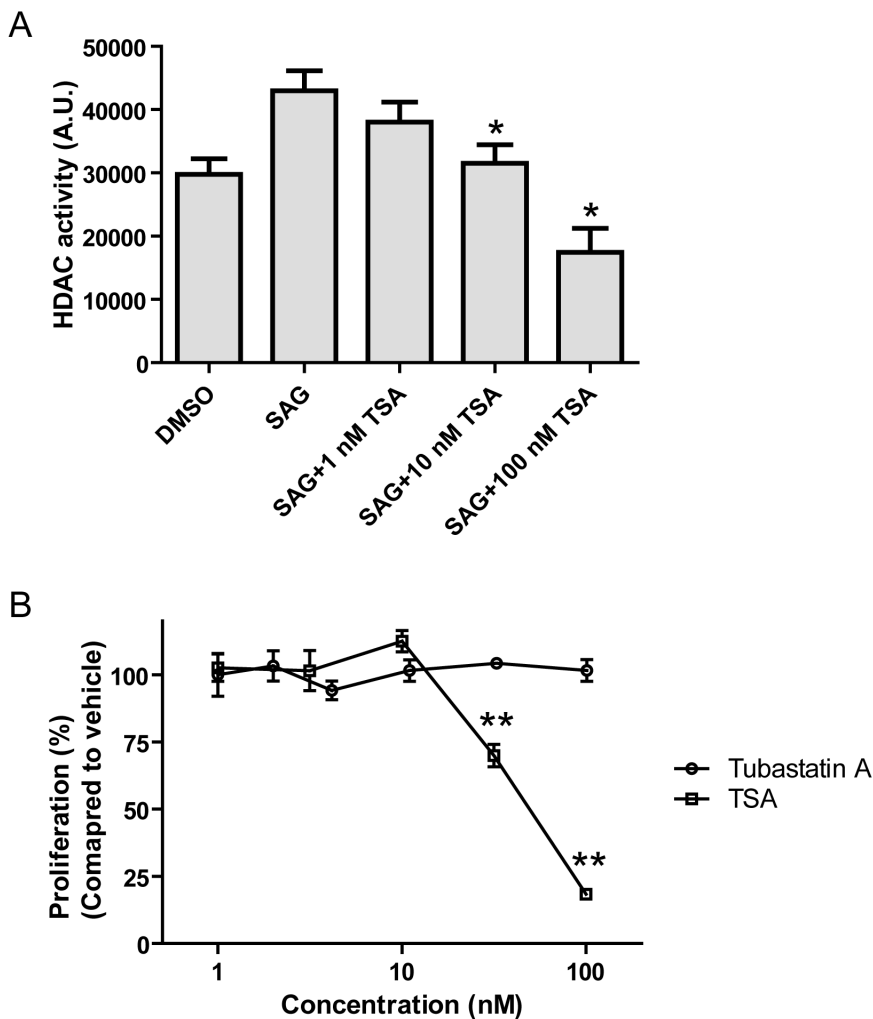 A
HDAC activity (A.U.)
50000
40000
30000
20000
10000
0
*
*
DMSO
SAG
SAG+1 nM TSA
SAG+10 nM TSA
SAG+100 nM TSA
B
Proliferation (%)
(Comapred to vehicle)
100
75
50
25
0
**
**
1
10
100
Concentration (nM)
Tubastatin A
TSA